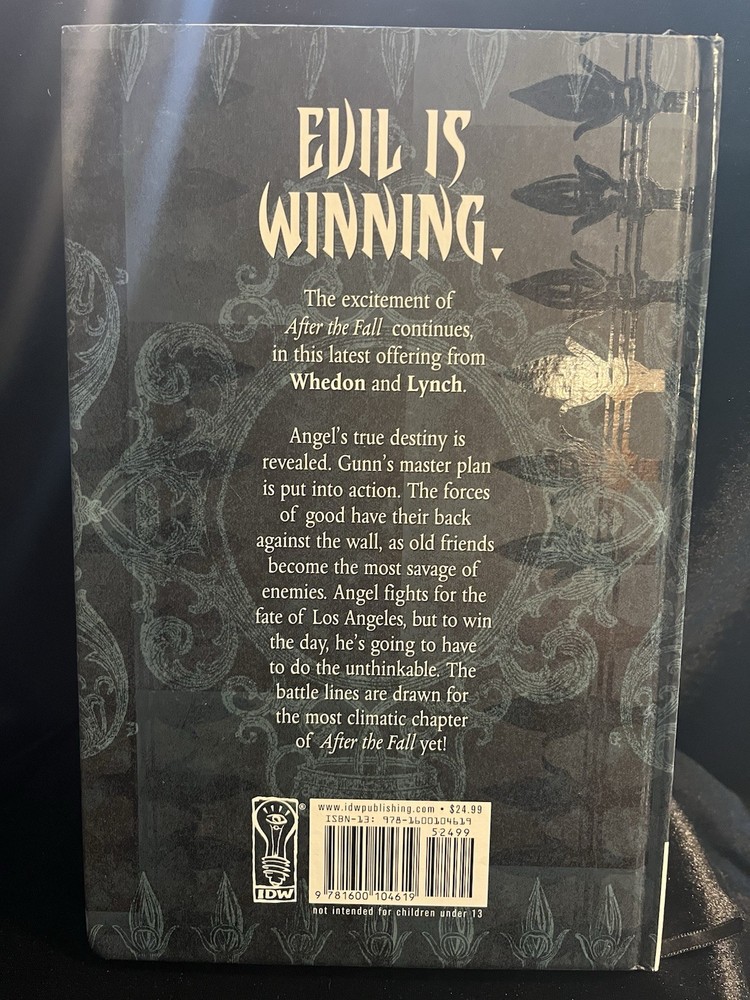 EVIL IS
WINNING.
The excitement of
After the Fall continues,
in this latest offering from
Whedon and Lynch.
Angel's true destiny is
revealed. Gunn's master plan
is put into action. The forces
of good have their back
against the wall, as old friends
become the most savage of
enemies. Angel fights for the
fate of Los Angeles, but to win
the day, he's going to have
to do the unthinkable. The
battle lines are drawn for
the most climatic chapter
of After the Fall yet!
www.idwpublishing.com • $24.99
ISBN-13: 978-1600104619
52499
9 781600 104619
IDW
®
not intended for children under 13